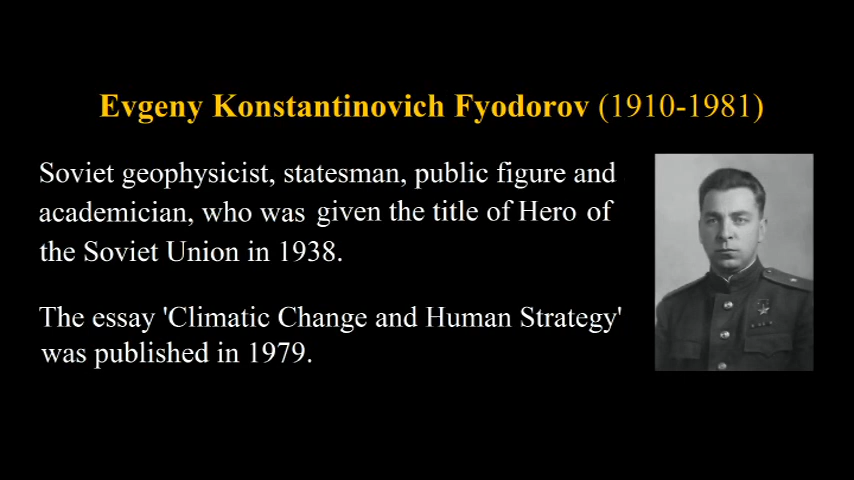 Evgeny Konstantinovich Fyodorov (1910-1981)
Soviet geophysicist, statesman, public figure and
academician, who was given the title of Hero of
the Soviet Union in 1938.
The essay 'Climatic Change and Human Strategy'
was published in 1979.